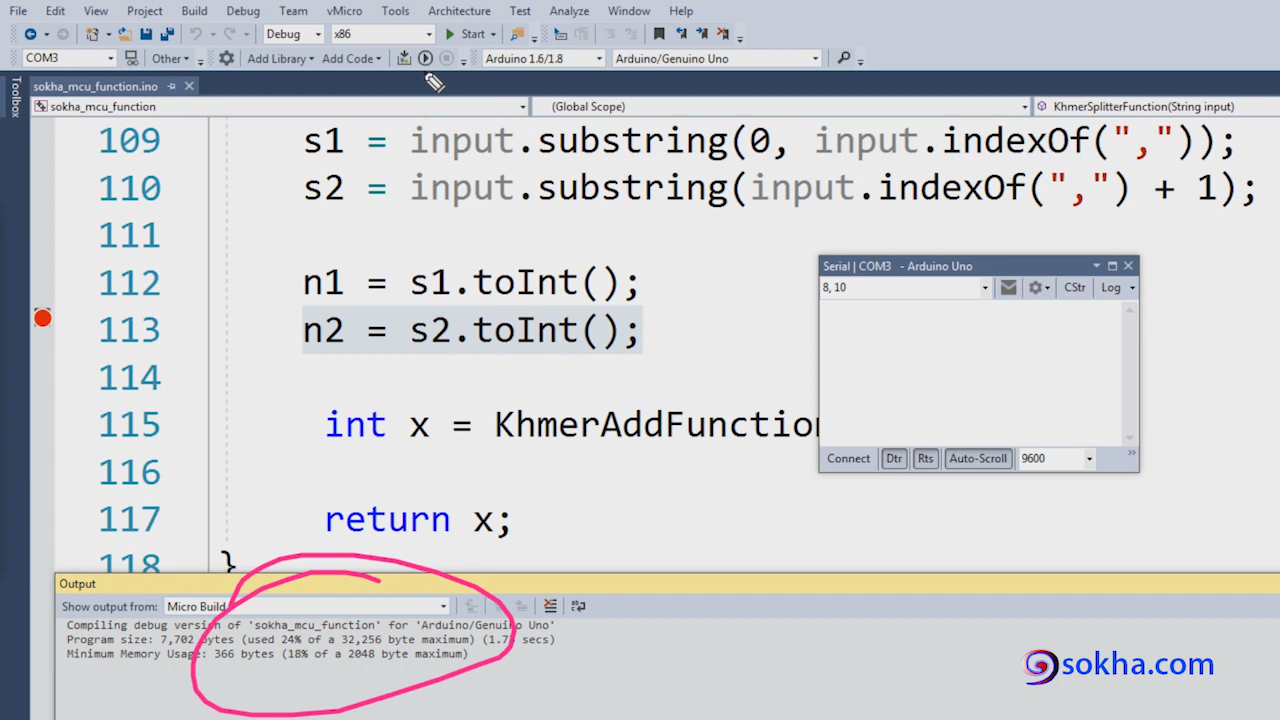 File Edit View Project Build Debug Team vMicro Tools Architecture Test Analyze Window Help
Debug x86 Start
COM3 Other Add Library Add Code Arduino 1.6/1.8 Arduino/Genuino Uno
Toolbox
sokha_mcu_function.ino
sokha_mcu_function (Global Scope) KhmerSplitterFunction(String input)
109 s1 = input.substring(0, input.indexOf(","));
110 s2 = input.substring(input.indexOf(",") + 1);
111
112 n1 = s1.toInt();
113 n2 = s2.toInt();
114
115 int x = KhmerAddFunction
116
117 return x;
118 }
Serial | COM3 - Arduino Uno
8, 10
CStr Log
Connect Dtr Rts Auto-Scroll 9600
Output
Show output from: Micro Build
Compiling debug version of 'sokha_mcu_function' for 'Arduino/Genuino Uno'
Program size: 7,702 bytes (used 24% of a 32,256 byte maximum) secs)
Minimum Memory Usage: 366 bytes (18% of a 2048 byte maximum)
sokha.com